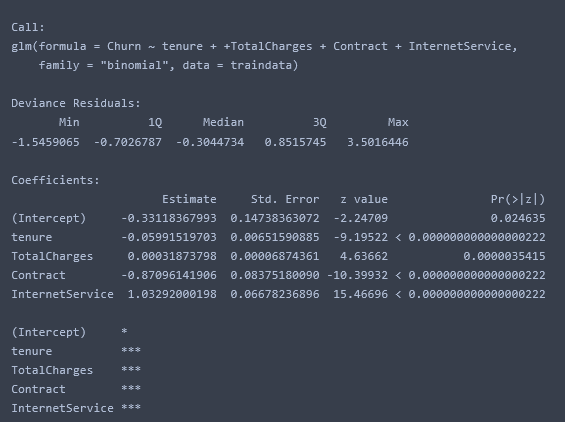 Call:
glm(formula = Churn ~ tenure + +TotalCharges + Contract + InternetService,
    family = "binomial", data = traindata)

Deviance Residuals:
       Min          1Q      Median          3Q         Max
-1.5459065  -0.7026787  -0.3044734   0.8515745   3.5016446

Coefficients:
                     Estimate    Std. Error   z value               Pr(>|z|)
(Intercept)     -0.33118367993 0.14738363072 -2.24709               0.024635
tenure          -0.05991519703 0.00651590885 -9.19522 < 0.000000000000000222
TotalCharges     0.00031873798 0.00006874361  4.63662           0.0000035415
Contract        -0.87096141906 0.08375180090 -10.39932 < 0.000000000000000222
InternetService  1.03292000198 0.06678236896 15.46696 < 0.000000000000000222

(Intercept)     *
tenure          ***
TotalCharges    ***
Contract        ***
InternetService ***